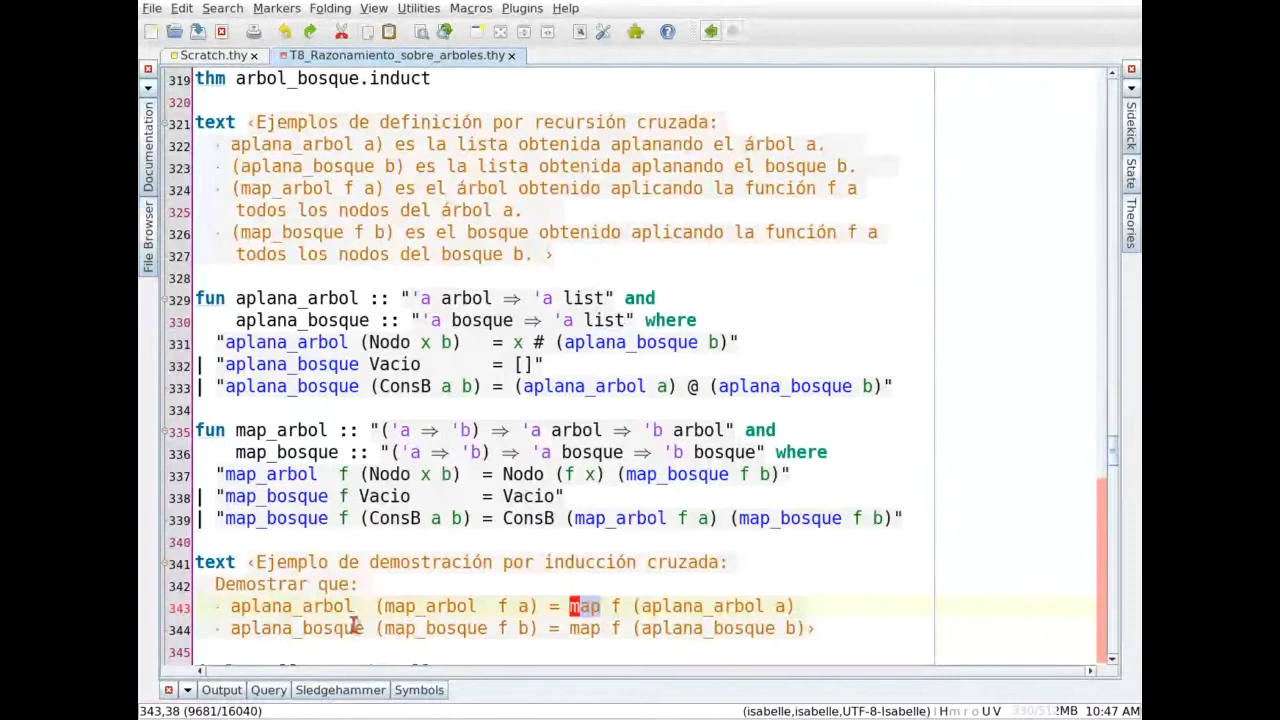 File Edit Search Markers Folding View Utilities Macros Plugins Help
Scratch.thy
T8_Razonamiento_sobre_arboles.thy
Documentation
File Browser
319 thm arbol_bosque.induct
320
321 text ‹Ejemplos de definición por recursión cruzada:
322 · aplana_arbol a) es la lista obtenida aplanando el árbol a.
323 · (aplana_bosque b) es la lista obtenida aplanando el bosque b.
324 · (map_arbol f a) es el árbol obtenido aplicando la función f a
325 todos los nodos del árbol a.
326 · (map_bosque f b) es el bosque obtenido aplicando la función f a
327 todos los nodos del bosque b. ›
328
329 fun aplana_arbol :: "'a arbol ⇒ 'a list" and
330 aplana_bosque :: "'a bosque ⇒ 'a list" where
331 "aplana_arbol (Nodo x b) = x # (aplana_bosque b)"
332 | "aplana_bosque Vacio = []"
333 | "aplana_bosque (ConsB a b) = (aplana_arbol a) @ (aplana_bosque b)"
334
335 fun map_arbol :: "('a ⇒ 'b) ⇒ 'a arbol ⇒ 'b arbol" and
336 map_bosque :: "('a ⇒ 'b) ⇒ 'a bosque ⇒ 'b bosque" where
337 "map_arbol f (Nodo x b) = Nodo (f x) (map_bosque f b)"
338 | "map_bosque f Vacio = Vacio"
339 | "map_bosque f (ConsB a b) = ConsB (map_arbol f a) (map_bosque f b)"
340
341 text ‹Ejemplo de demostración por inducción cruzada:
342 Demostrar que:
343 · aplana_arbol (map_arbol f a) = map f (aplana_arbol a)
344 · aplana_bosque (map_bosque f b) = map f (aplana_bosque b)›
345
Sidekick
State
Theories
Output Query Sledgehammer Symbols
343,38 (9681/16040)
(isabelle,isabelle,UTF-8-Isabelle) | H m r o U V 330/512MB 10:47 AM